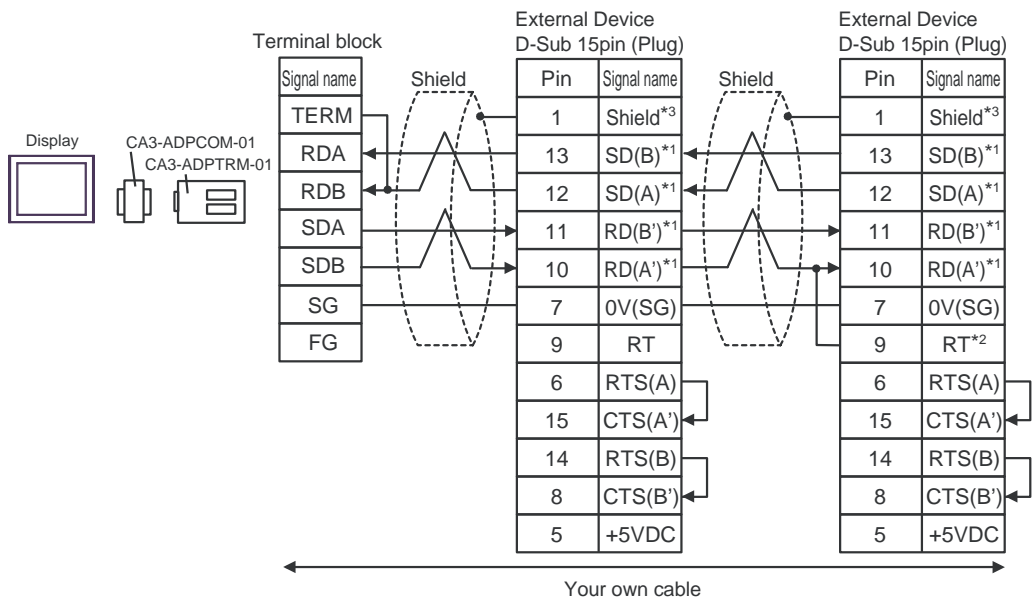 Display
CA3-ADPCOM-01
CA3-ADPTRM-01
Terminal block
Signal name
TERM
RDA
RDB
SDA
SDB
SG
FG
Shield
External Device
D-Sub 15pin (Plug)
Pin Signal name
1 Shield*3
13 SD(B)*1
12 SD(A)*1
11 RD(B')*1
10 RD(A')*1
7 0V(SG)
9 RT
6 RTS(A)
15 CTS(A')
14 RTS(B)
8 CTS(B')
5 +5VDC
Shield
External Device
D-Sub 15pin (Plug)
Pin Signal name
1 Shield*3
13 SD(B)*1
12 SD(A)*1
11 RD(B')*1
10 RD(A')*1
7 0V(SG)
9 RT*2
6 RTS(A)
15 CTS(A')
14 RTS(B)
8 CTS(B')
5 +5VDC
Your own cable